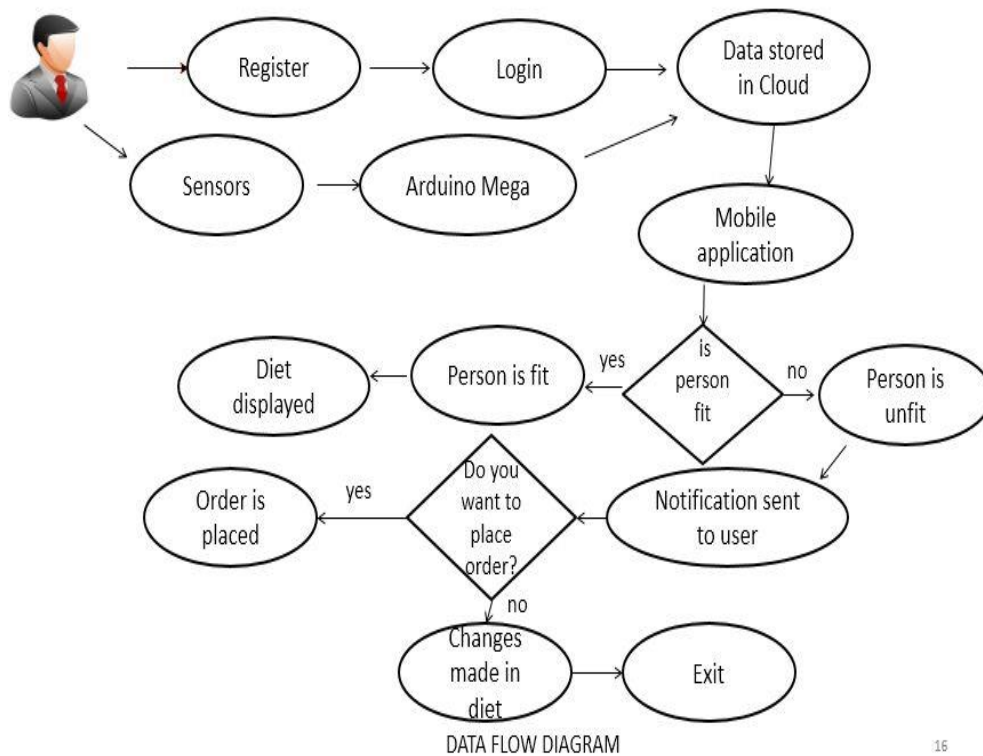 Register
Login
Data stored
in Cloud
Sensors
Arduino Mega
Mobile
application
is
person
fit
yes
no
Person is fit
Diet
displayed
Person is
unfit
Notification sent
to user
Do you
want to
place
order?
yes
Order is
placed
no
Changes
made in
diet
Exit
DATA FLOW DIAGRAM
16